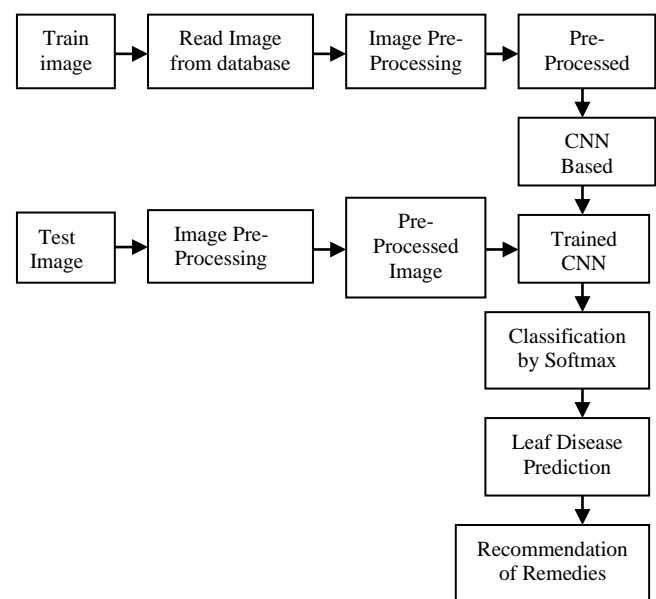 Train
image
Read Image
from database
Image Pre-
Processing
Pre-
Processed
CNN
Based
Test
Image
Image Pre-
Processing
Pre-
Processed
Image
Trained
CNN
Classification
by Softmax
Leaf Disease
Prediction
Recommendation
of Remedies